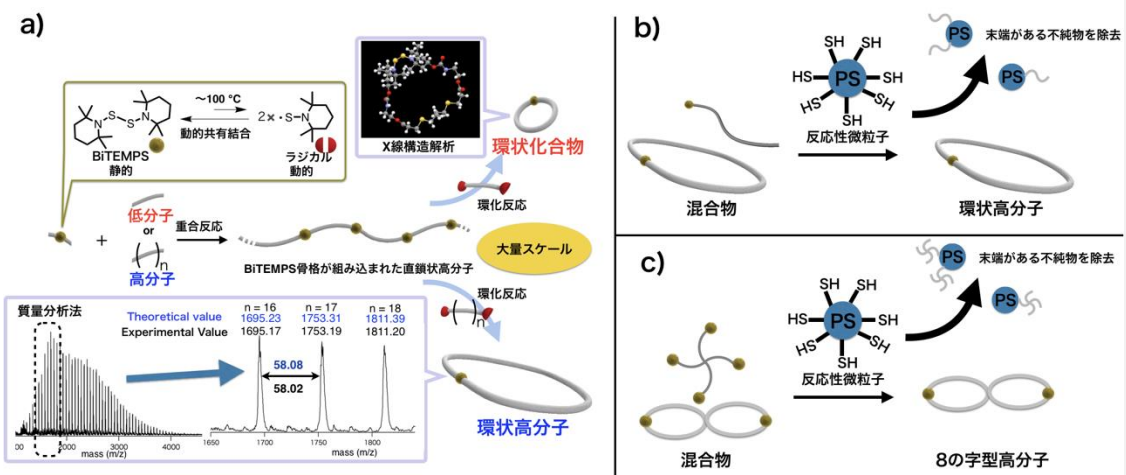 a)
～100 °C
動的共有結合
2×
·S–N
N
S
S
N
BiTEMPS
静的
ラジカル
動的
X線構造解析
環状化合物
環化反応
低分子
or
n
高分子
+
重合反応
BiTEMPS骨格が組み込まれた直鎖状高分子
大量スケール
環化反応
n
質量分析法
n = 16
n = 17
n = 18
Theoretical value
1695.23
1753.31
1811.39
Experimental Value
1695.17
1753.19
1811.20
58.08
58.02
00
2000
3000
4000
mass (m/z)
1650
1700
1750
1800
mass (m/z)
環状高分子
b)
SH
SH
SH
HS
PS
SH
HS
SH
SH
反応性微粒子
PS
PS
末端がある不純物を除去
混合物
環状高分子
c)
SH
SH
HS
PS
SH
HS
SH
SH
反応性微粒子
PS
PS
末端がある不純物を除去
混合物
8の字型高分子